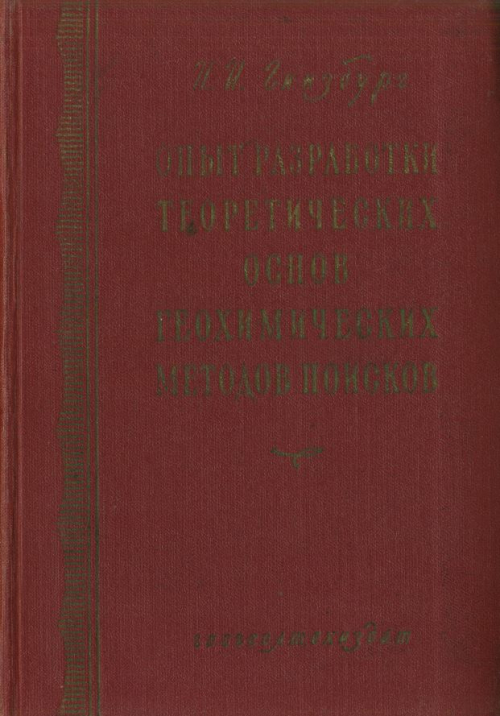 И. И. Гинзбург
ОПЫТ РАЗРАБОТКИ
ТЕОРЕТИЧЕСКИХ
ОСНОВ
ГЕОХИМИЧЕСКИХ
МЕТОДОВ ПОИСКОВ
Госгеолтехиздат